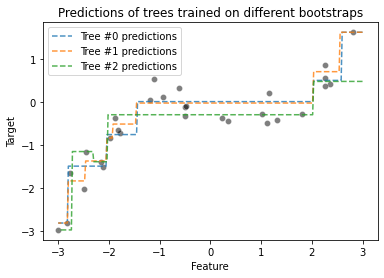 Predictions of trees trained on different bootstraps
Tree #0 predictions
Tree #1 predictions
Tree #2 predictions
Target
1
0
−1
−2
−3
−3
−2
−1
0
1
2
3
Feature